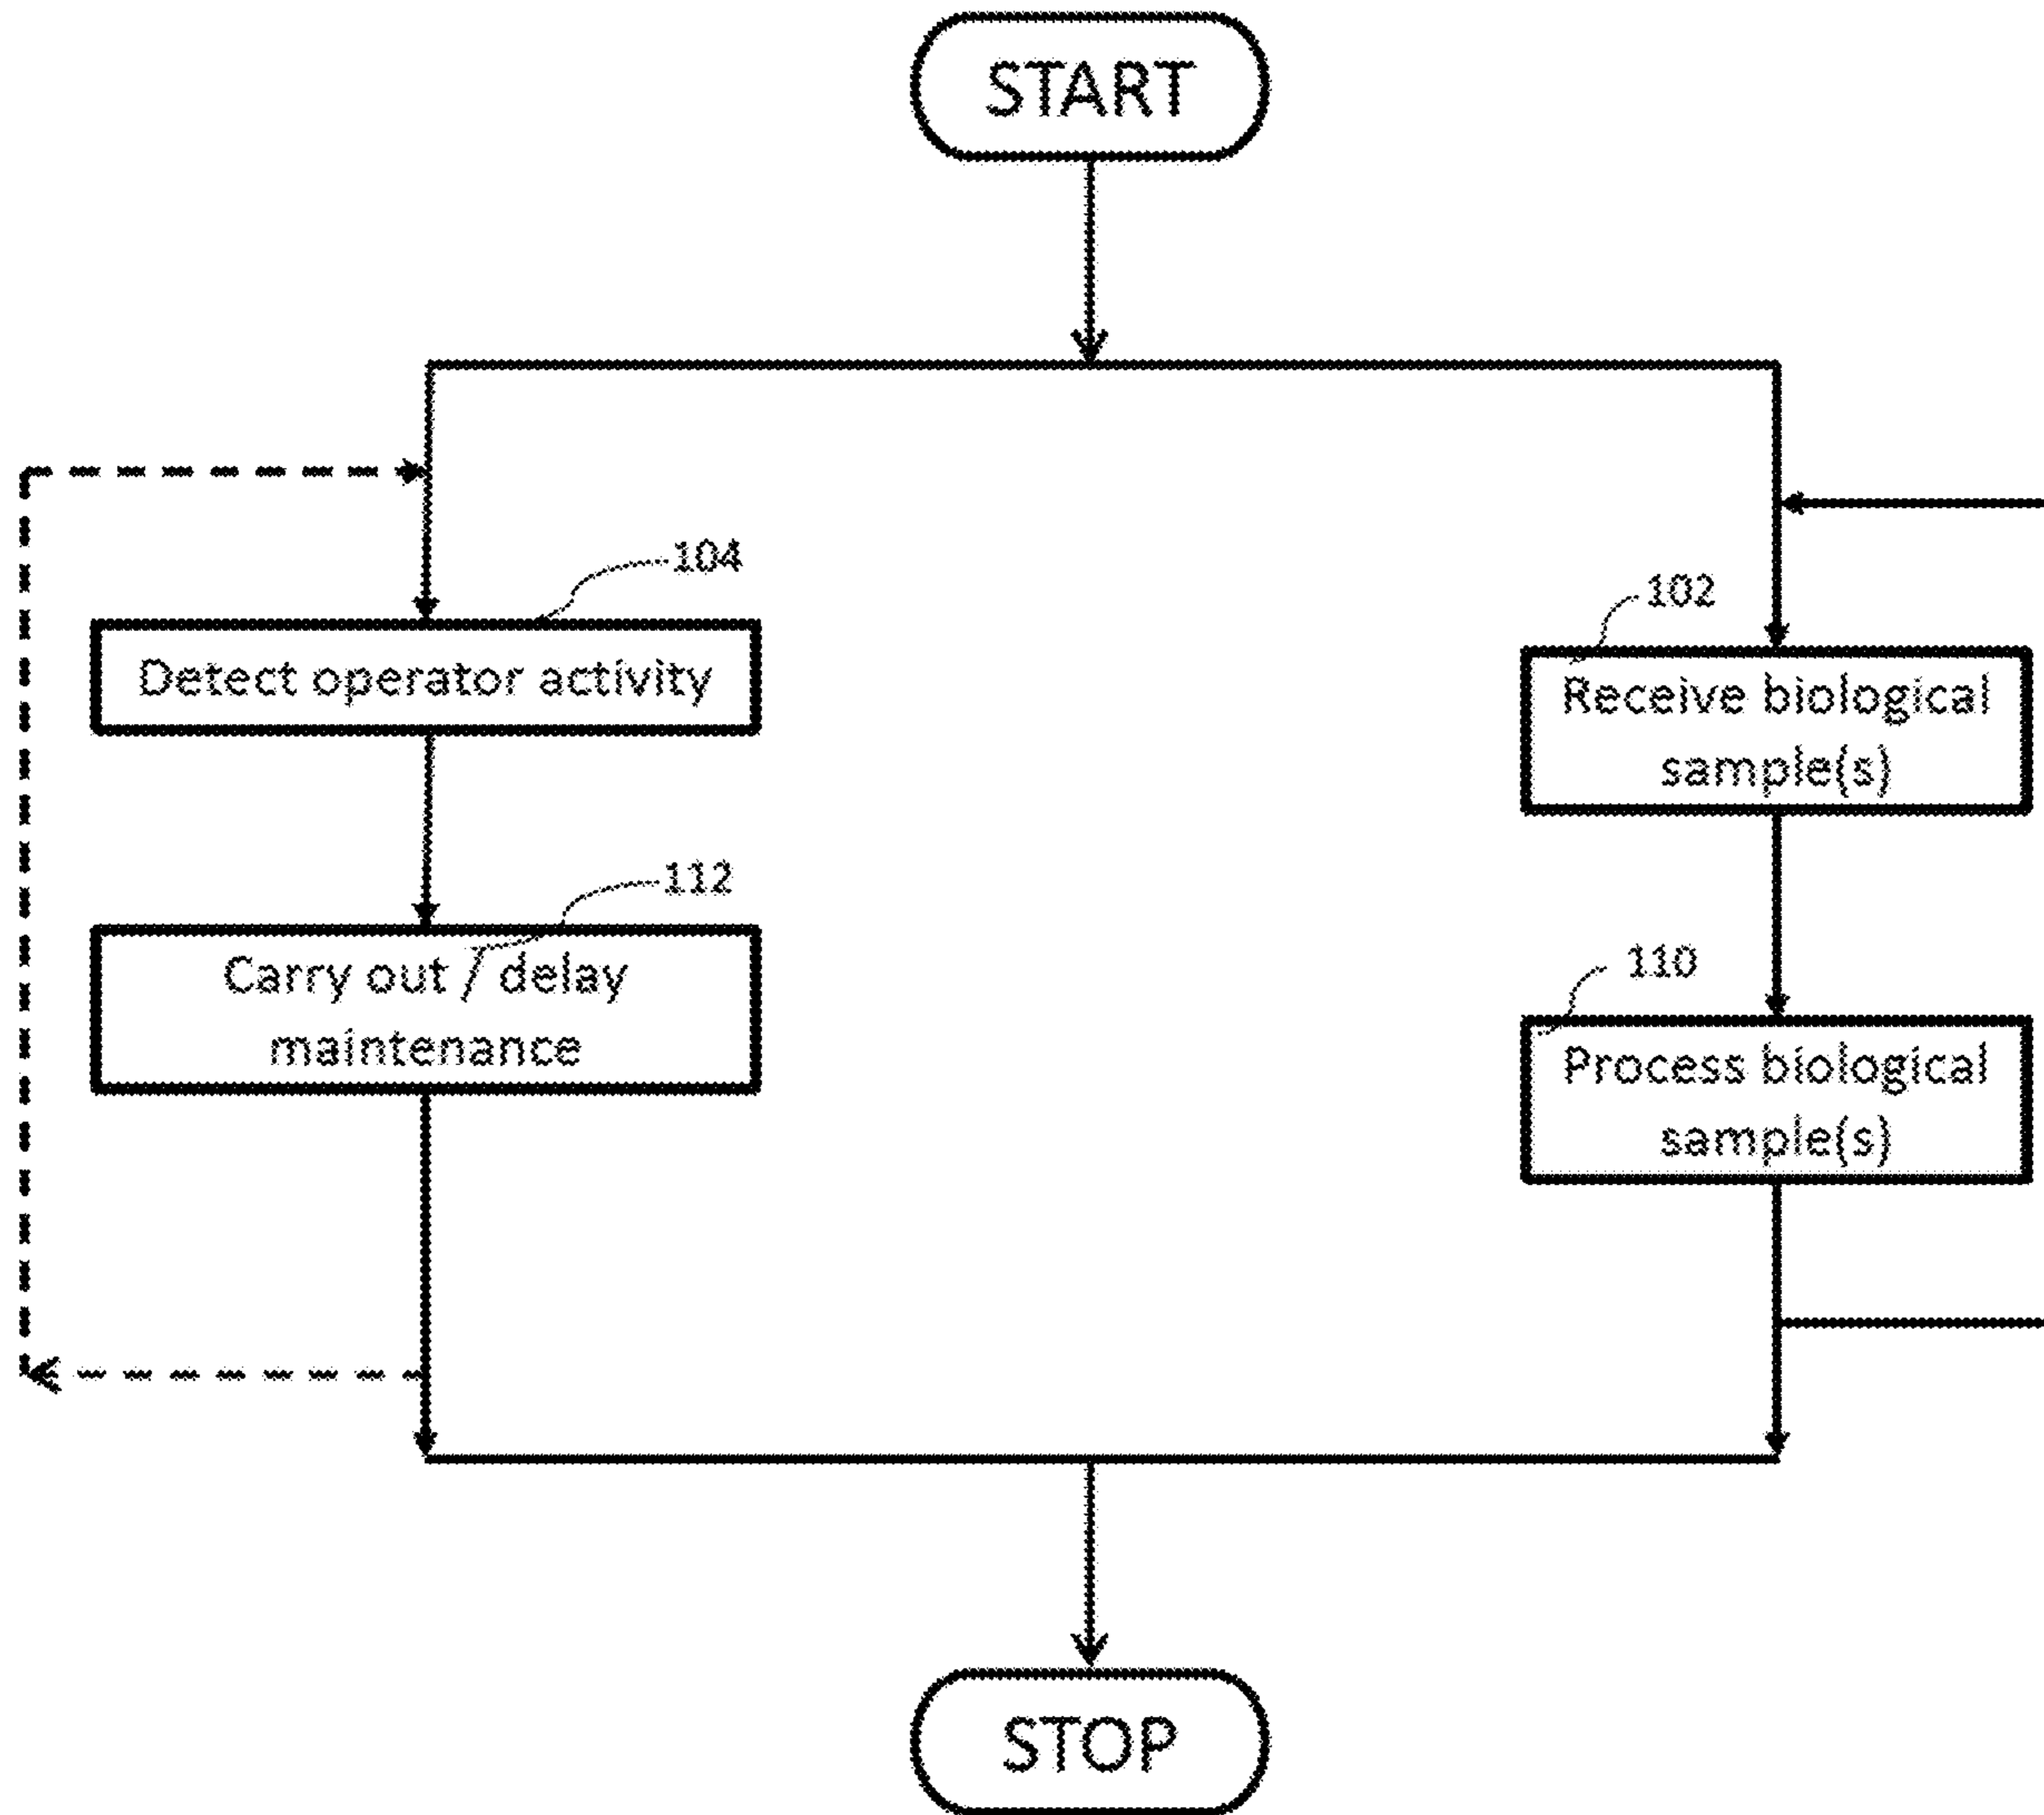 START
104
Detect operator activity
102
Receive biological
sample(s)
112
Carry out / delay
maintenance
110
Process biological
sample(s)
STOP